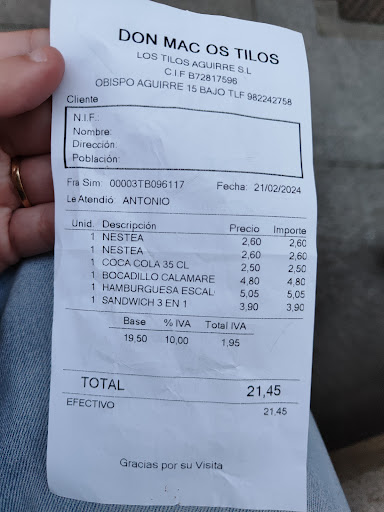 DON MAC OS TILOS
LOS TILOS AGUIRRE S.L
C.I.F B72817596
OBISPO AGUIRRE 15 BAJO TLF 982242758
Cliente
N.I.F.:
Nombre:
Dirección:
Población:
Fra Sim: 00003TB096117 Fecha: 21/02/2024
Le Atendió ANTONIO
Unid. Descripción Precio Importe
1 NESTEA 2,60 2,60
1 NESTEA 2,60 2,60
1 COCA COLA 35 CL 2,50 2,50
1 BOCADILLO CALAMARE 4,80 4,80
1 HAMBURGUESA ESCAL 5,05 5,05
1 SANDWICH 3 EN 1 3,90 3,90
Base % IVA Total IVA
19,50 10,00 1,95
TOTAL 21,45
EFECTIVO 21,45
Gracias por su Visita